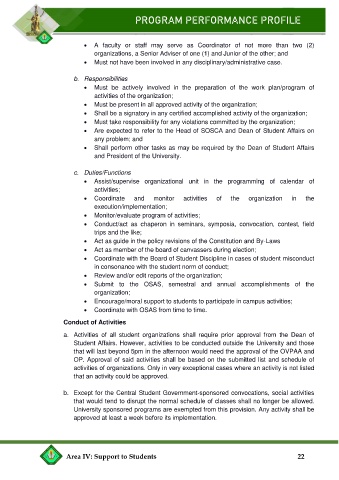 PROGRAM PERFORMANCE PROFILE
• A faculty or staff may serve as Coordinator of not more than two (2)
organizations, a Senior Adviser of one (1) and Junior of the other; and
• Must not have been involved in any disciplinary/administrative case.
b. Responsibilities
• Must be actively involved in the preparation of the work plan/program of
activities of the organization;
• Must be present in all approved activity of the organization;
• Shall be a signatory in any certified accomplished activity of the organization;
• Must take responsibility for any violations committed by the organization;
• Are expected to refer to the Head of SOSCA and Dean of Student Affairs on
any problem; and
• Shall perform other tasks as may be required by the Dean of Student Affairs
and President of the University.
c. Duties/Functions
• Assist/supervise organizational unit in the programming of calendar of
activities;
• Coordinate and monitor activities of the organization in the
execution/implementation;
• Monitor/evaluate program of activities;
• Conduct/act as chaperon in seminars, symposia, convocation, contest, field
trips and the like;
• Act as guide in the policy revisions of the Constitution and By-Laws
• Act as member of the board of canvassers during election;
• Coordinate with the Board of Student Discipline in cases of student misconduct
in consonance with the student norm of conduct;
• Review and/or edit reports of the organization;
• Submit to the OSAS, semestral and annual accomplishments of the
organization;
• Encourage/moral support to students to participate in campus activities;
• Coordinate with OSAS from time to time.
Conduct of Activities
a. Activities of all student organizations shall require prior approval from the Dean of
Student Affairs. However, activities to be conducted outside the University and those
that will last beyond 5pm in the afternoon would need the approval of the OVPAA and
OP. Approval of said activities shall be based on the submitted list and schedule of
activities of organizations. Only in very exceptional cases where an activity is not listed
that an activity could be approved.
b. Except for the Central Student Government-sponsored convocations, social activities
that would tend to disrupt the normal schedule of classes shall no longer be allowed.
University sponsored programs are exempted from this provision. Any activity shall be
approved at least a week before its implementation.
Area IV: Support to Students 22